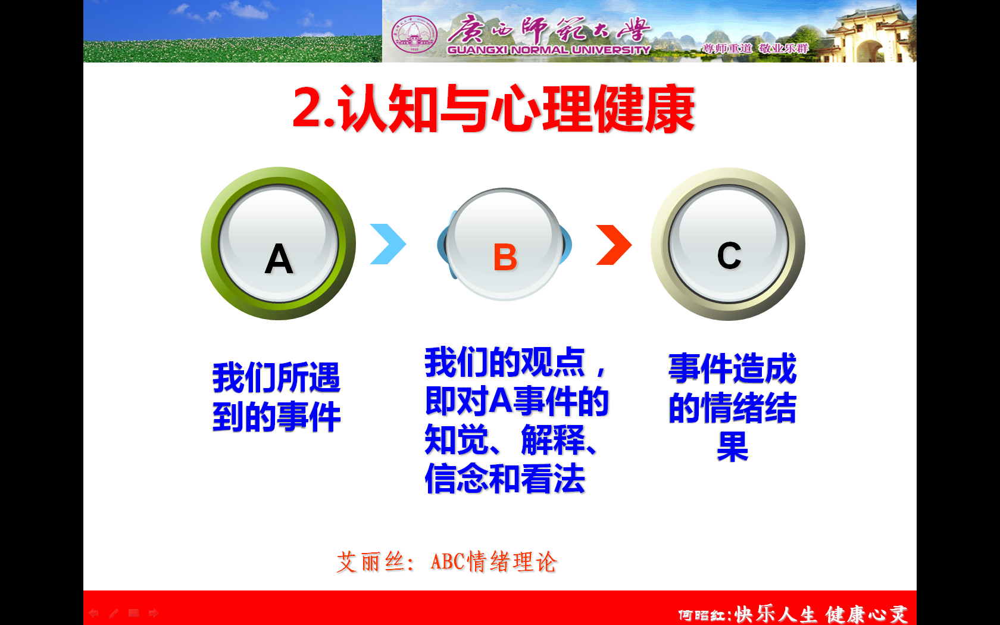 廣西師範大學
GUANGXI NORMAL UNIVERSITY
尊师重道 敬业乐群
2.认知与心理健康
A
B
C
我们所遇
到的事件
我们的观点，
即对A事件的
知觉、解释、
信念和看法
事件造成
的情绪结
果
艾丽丝：ABC情绪理论
何昭红:快乐人生 健康心灵